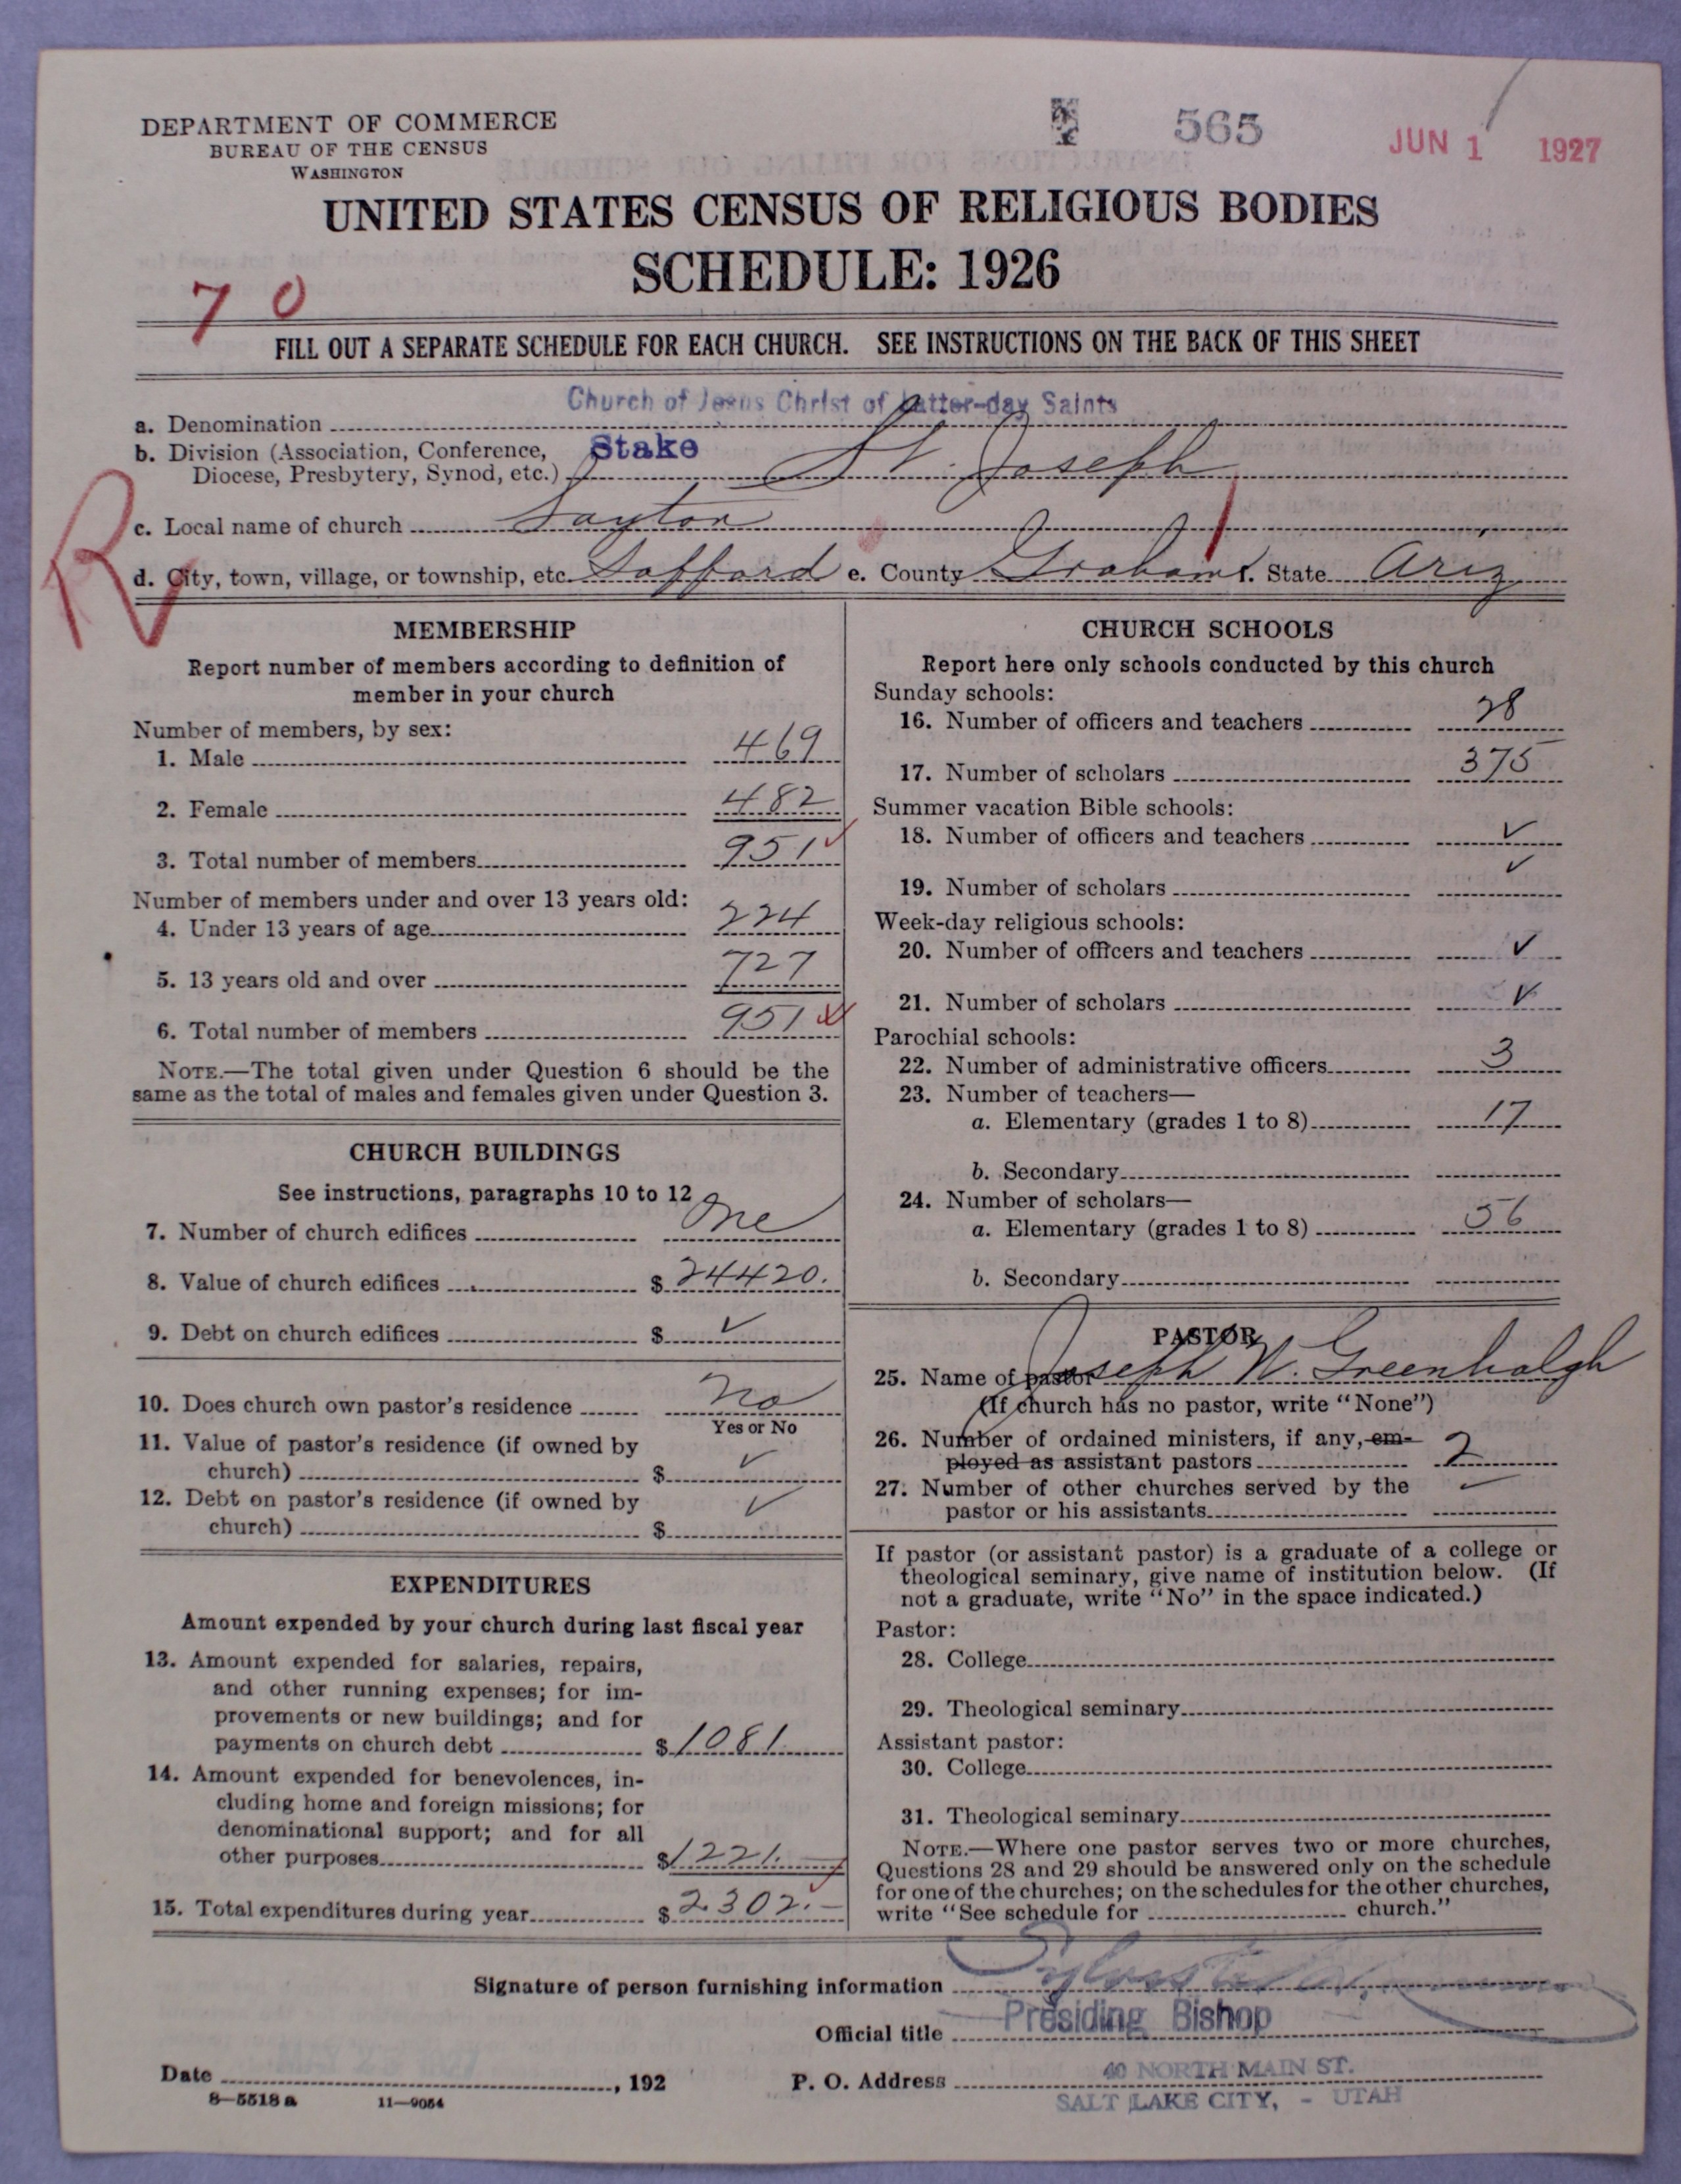 DEPARTMENT OF COMMERCE
BUREAU OF THE CENSUS
WASHINGTON
565
JUN 1 1927
UNITED STATES CENSUS OF RELIGIOUS BODIES
SCHEDULE: 1926
70
FILL OUT A SEPARATE SCHEDULE FOR EACH CHURCH. SEE INSTRUCTIONS ON THE BACK OF THIS SHEET
a. Denomination Church of Jesus Christ of Latter-day Saints
b. Division (Association, Conference, Diocese, Presbytery, Synod, etc.) Stake St. Joseph
R
c. Local name of church Layton
d. City, town, village, or township, etc. Safford e. County Graham f. State Ariz
MEMBERSHIP
Report number of members according to definition of
member in your church
Number of members, by sex:
1. Male 469
2. Female 482
3. Total number of members 951
Number of members under and over 13 years old:
4. Under 13 years of age 224
5. 13 years old and over 727
6. Total number of members 951
NOTE.—The total given under Question 6 should be the
same as the total of males and females given under Question 3.
CHURCH BUILDINGS
See instructions, paragraphs 10 to 12
7. Number of church edifices One
8. Value of church edifices $ 24420.
9. Debt on church edifices $ ✓
10. Does church own pastor's residence No
Yes or No
11. Value of pastor's residence (if owned by
church) $ ✓
12. Debt on pastor's residence (if owned by
church) $ ✓
EXPENDITURES
Amount expended by your church during last fiscal year
13. Amount expended for salaries, repairs,
and other running expenses; for im-
provements or new buildings; and for
payments on church debt $ 1081.
14. Amount expended for benevolences, in-
cluding home and foreign missions; for
denominational support; and for all
other purposes $ 1221.
15. Total expenditures during year $ 2302.—
CHURCH SCHOOLS
Report here only schools conducted by this church
Sunday schools:
16. Number of officers and teachers 28
17. Number of scholars 375
Summer vacation Bible schools:
18. Number of officers and teachers ✓
19. Number of scholars ✓
Week-day religious schools:
20. Number of officers and teachers ✓
21. Number of scholars ✓
Parochial schools:
22. Number of administrative officers 3
23. Number of teachers—
a. Elementary (grades 1 to 8) 17
b. Secondary
24. Number of scholars—
a. Elementary (grades 1 to 8) 56
b. Secondary
PASTOR
25. Name of pastor Joseph W. Greenhalgh
(If church has no pastor, write "None")
26. Number of ordained ministers, if any, em-
ployed as assistant pastors 2
27. Number of other churches served by the
pastor or his assistants
If pastor (or assistant pastor) is a graduate of a college or
theological seminary, give name of institution below. (If
not a graduate, write "No" in the space indicated.)
Pastor:
28. College
29. Theological seminary
Assistant pastor:
30. College
31. Theological seminary
NOTE.—Where one pastor serves two or more churches,
Questions 28 and 29 should be answered only on the schedule
for one of the churches; on the schedules for the other churches,
write "See schedule for church."
Signature of person furnishing information
Official title Presiding Bishop
Date , 192 P. O. Address 40 NORTH MAIN ST.
8—5518 a 11—9054 SALT LAKE CITY, - UTAH